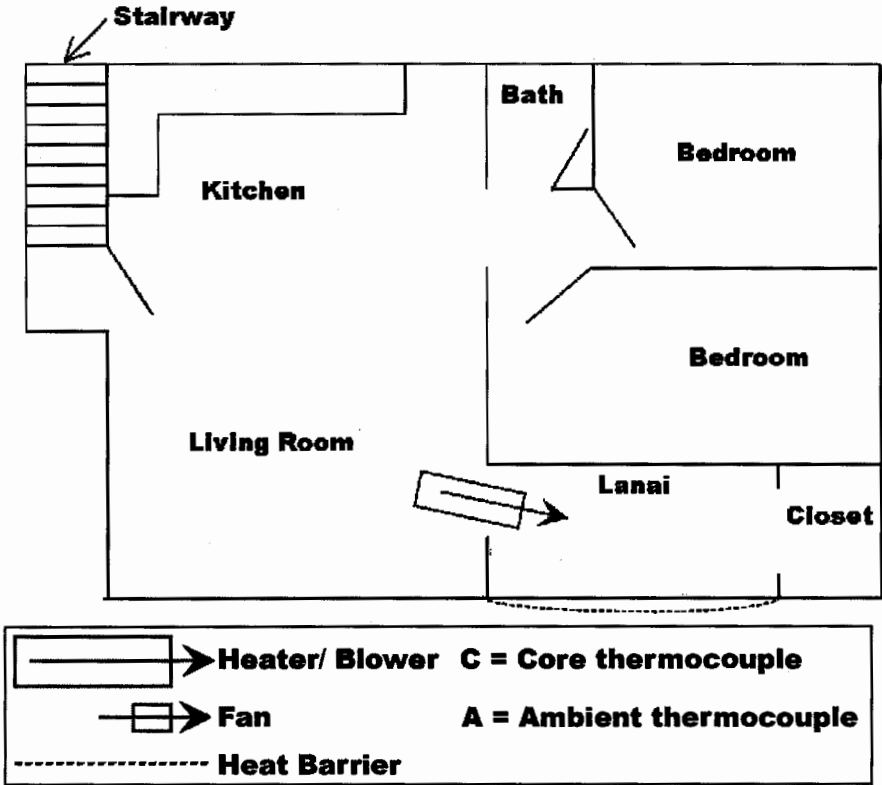 Stairway
Bath
Bedroom
Kitchen
Bedroom
Living Room
Lanai
Closet
Heater/ Blower C = Core thermocouple
Fan A = Ambient thermocouple
Heat Barrier